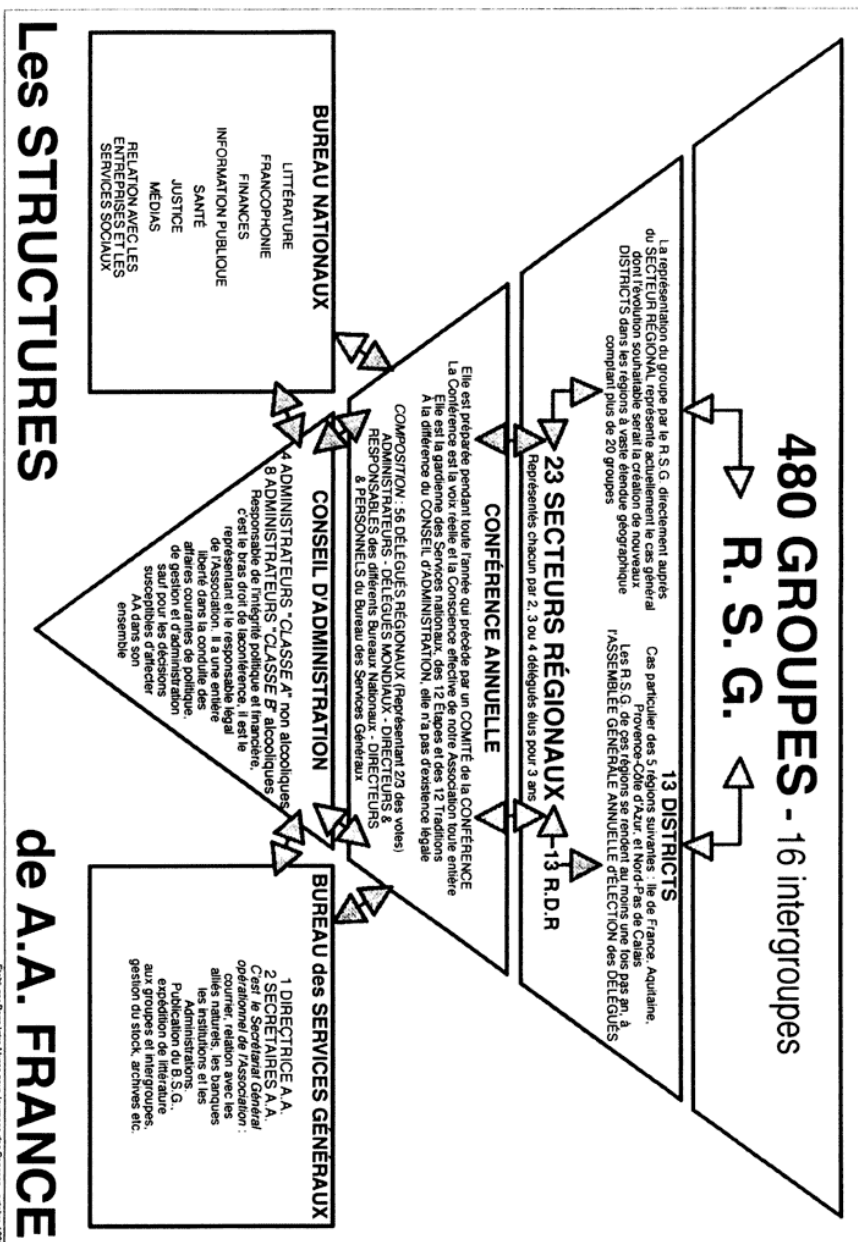 480 GROUPES - 16 intergroupes
R. S. G.
La représentation du groupe par le R.S.G. directement auprès
du SECTEUR RÉGIONAL représente actuellement le cas général
dont l'évolution souhaitable serait la création de nouveaux
DISTRICTS dans les régions à vaste étendue géographique
comptant plus de 20 groupes
13 DISTRICTS
Cas particulier des 5 régions suivantes : Ile de France, Aquitaine,
Provence-Côte d'Azur, et Nord-Pas de Calais
Les R.S.G. de ces régions se rendent au moins une fois pas an, à
l'ASSEMBLÉE GÉNÉRALE ANNUELLE d'ÉLECTION des DÉLÉGUÉS
23 SECTEURS RÉGIONAUX
13 R.D.R
Représentés chacun par 2, 3 ou 4 délégués élus pour 3 ans
CONFÉRENCE ANNUELLE
Elle est préparée pendant toute l'année qui précède par un COMITÉ de la CONFÉRENCE
La Conférence est la voix réelle et la Conscience effective de notre Association toute entière
Elle est la gardienne des Services nationaux, des 12 Étapes et des 12 Traditions
À la différence du CONSEIL d'ADMINISTRATION, elle n'a pas d'existence légale
COMPOSITION : 56 DÉLÉGUÉS RÉGIONAUX (Représentant 2/3 des votes)
ADMINISTRATEURS - DÉLÉGUÉS MONDIAUX - DIRECTEURS &
RESPONSABLES des différents Bureaux Nationaux - DIRECTEURS
& PERSONNELS du Bureau des Services Généraux
CONSEIL D'ADMINISTRATION
4 ADMINISTRATEURS "CLASSE A" non alcooliques
8 ADMINISTRATEURS "CLASSE B" alcooliques
Responsable de l'intégrité politique et financière,
c'est le bras droit de laconférence, il est le
représentant et le responsable légal
de l'Association. Il a une entière
liberté dans la conduite des
affaires courantes de politique,
de gestion et d'administration
sauf pour les décisions
susceptibles d'affecter
AA dans son
ensemble
BUREAU NATIONAUX
LITTÉRATURE
FRANCOPHONIE
FINANCES
INFORMATION PUBLIQUE
SANTÉ
JUSTICE
MÉDIAS
RELATION AVEC LES
ENTREPRISES ET LES
SERVICES SOCIAUX
BUREAU des SERVICES GÉNÉRAUX
1 DIRECTRICE A.A.
2 SECRÉTAIRES A.A.
C'est le Secrétariat Général
opérationnel de l'Association :
courrier, relation avec les
alliés naturels, les banques
les institutions et les
Administrations.
Publication du B.S.G.,
expédition de littérature
aux groupes et intergroupes,
gestion du stock, archives etc.
Les STRUCTURES de A.A. FRANCE